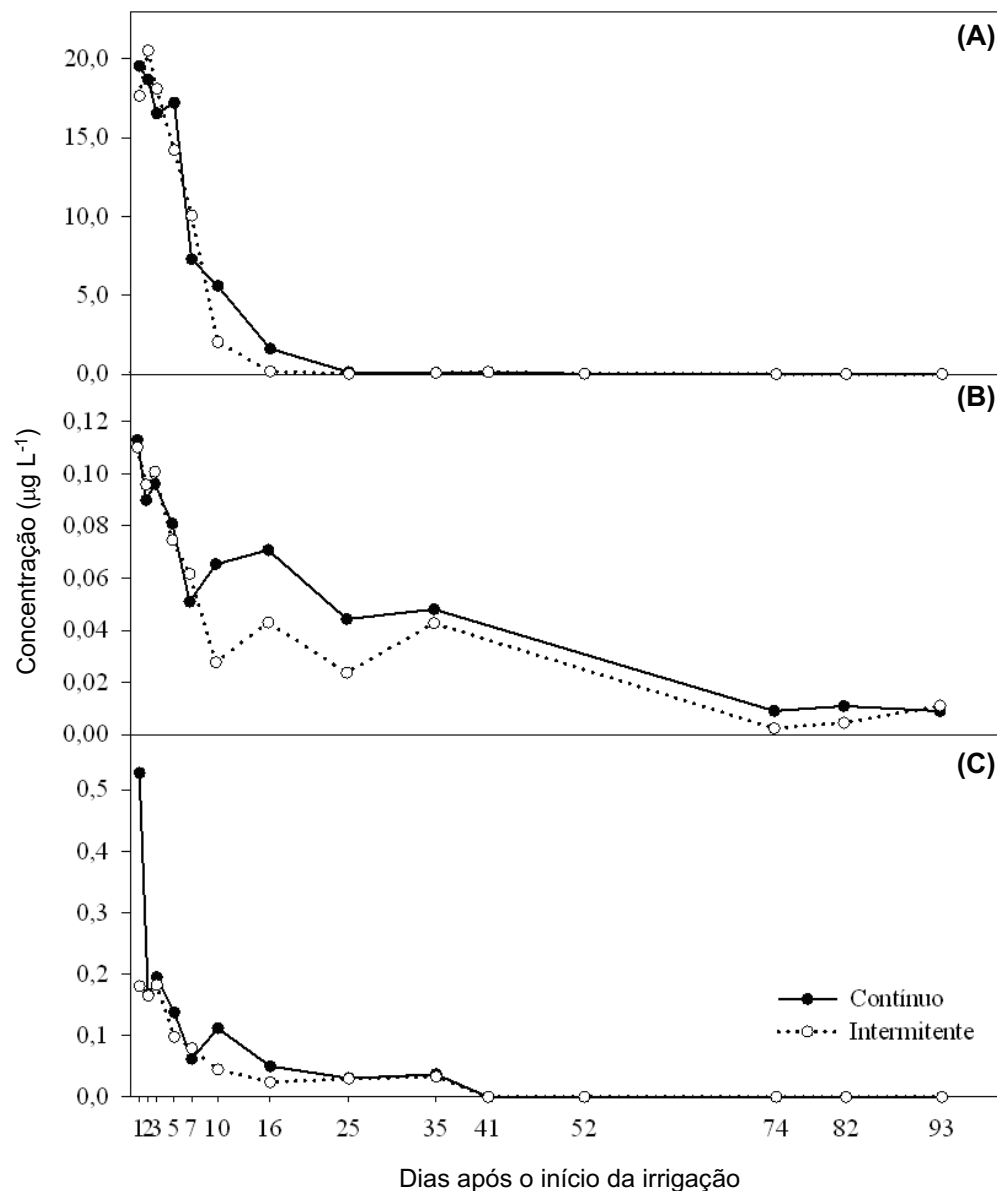 (A)
20,0
15,0
10,0
5,0
0,0
(B)
0,12
0,10
0,08
0,06
0,04
0,02
0,00
Concentração (µg L-1)
(C)
0,5
0,4
0,3
0,2
0,1
0,0
Contínuo
Intermitente
1 2 3 5 7 10 16 25 35 41 52 74 82 93
Dias após o início da irrigação